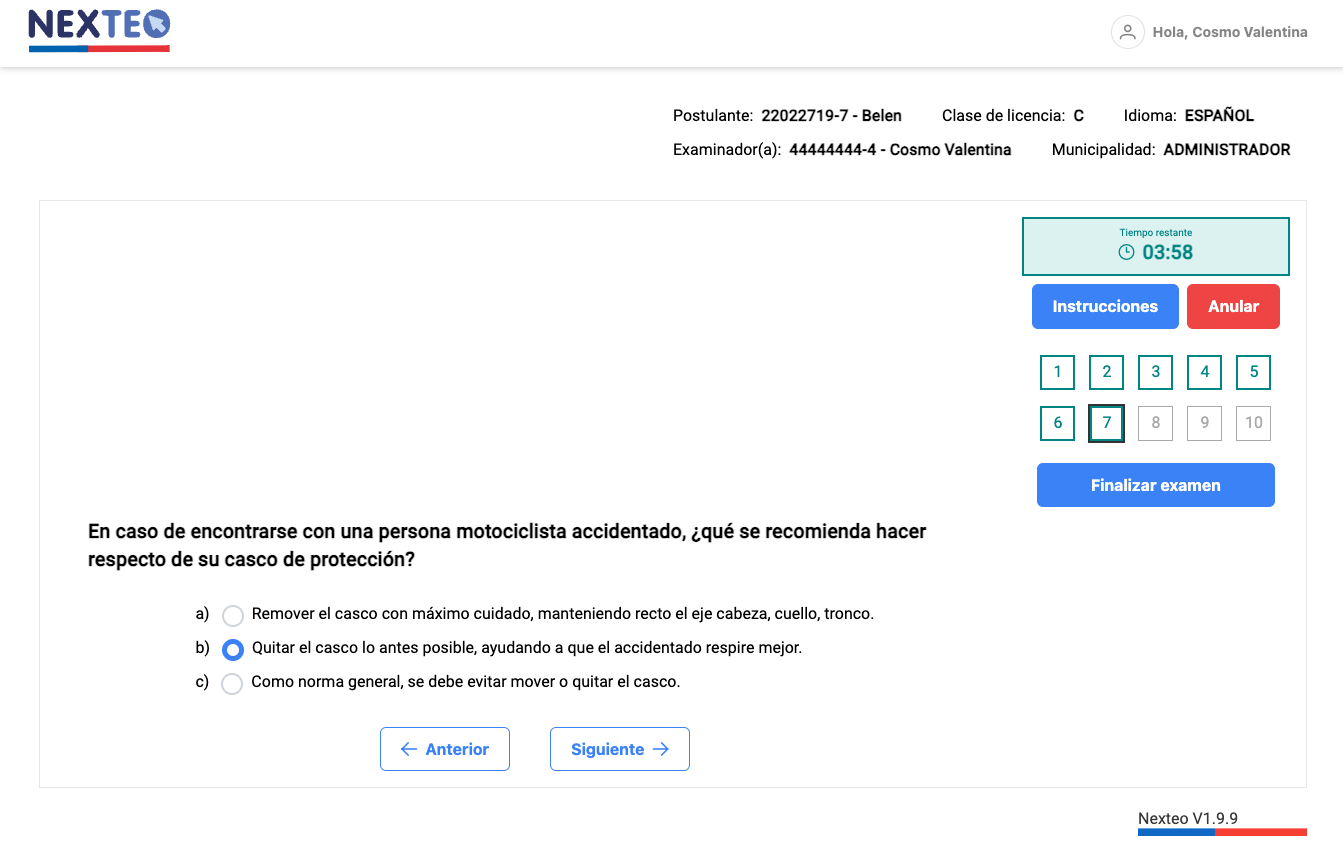 NEXTEO
Hola, Cosmo Valentina
Postulante: 22022719-7 - Belen Clase de licencia: C Idioma: ESPAÑOL
Examinador(a): 44444444-4 - Cosmo Valentina Municipalidad: ADMINISTRADOR
Tiempo restante
03:58
Instrucciones Anular
1 2 3 4 5
6 7 8 9 10
Finalizar examen
En caso de encontrarse con una persona motociclista accidentado, ¿qué se recomienda hacer
respecto de su casco de protección?
a) Remover el casco con máximo cuidado, manteniendo recto el eje cabeza, cuello, tronco.
b) Quitar el casco lo antes posible, ayudando a que el accidentado respire mejor.
c) Como norma general, se debe evitar mover o quitar el casco.
← Anterior Siguiente →
Nexteo V1.9.9